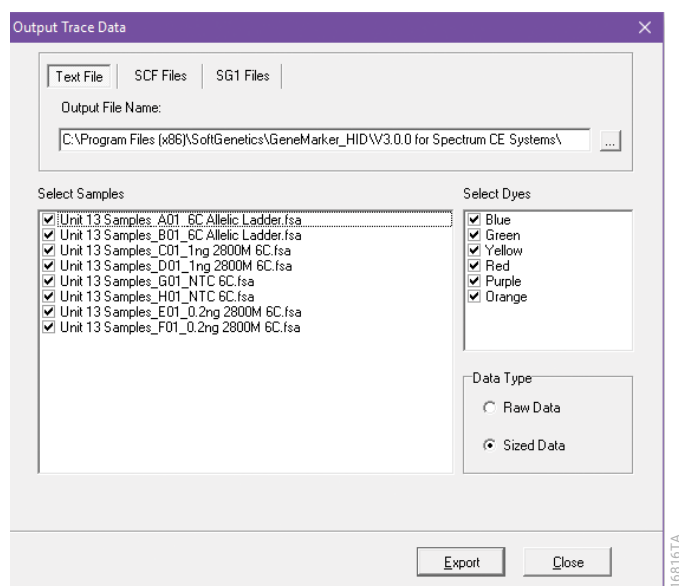 Output Trace Data
Text File SCF Files SG1 Files
Output File Name:
C:\Program Files (x86)\SoftGenetics\GeneMarker_HID\V3.0.0 for Spectrum CE Systems\
...
Select Samples
Unit 13 Samples_A01_6C Allelic Ladder.fsa
Unit 13 Samples_B01_6C Allelic Ladder.fsa
Unit 13 Samples_C01_1ng 2800M 6C.fsa
Unit 13 Samples_D01_1ng 2800M 6C.fsa
Unit 13 Samples_G01_NTC 6C.fsa
Unit 13 Samples_H01_NTC 6C.fsa
Unit 13 Samples_E01_0.2ng 2800M 6C.fsa
Unit 13 Samples_F01_0.2ng 2800M 6C.fsa
Select Dyes
Blue
Green
Yellow
Red
Purple
Orange
Data Type
Raw Data
Sized Data
Export Close
16816TA